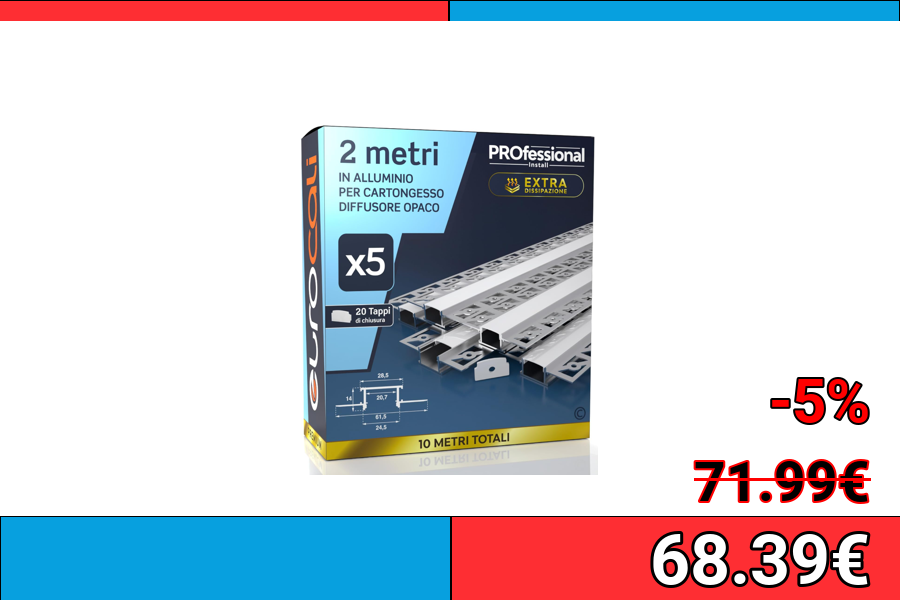 2 metri
IN ALLUMINIO
PER CARTONGESSO
DIFFUSORE OPACO
PROfessional
Install
EXTRA
DISSIPAZIONE
x5
20 Tappi
di chiusura
eurocali
28,5
14
20,7
61,5
24,5
©
PREMIUM
10 METRI TOTALI
-5%
71.99€
68.39€